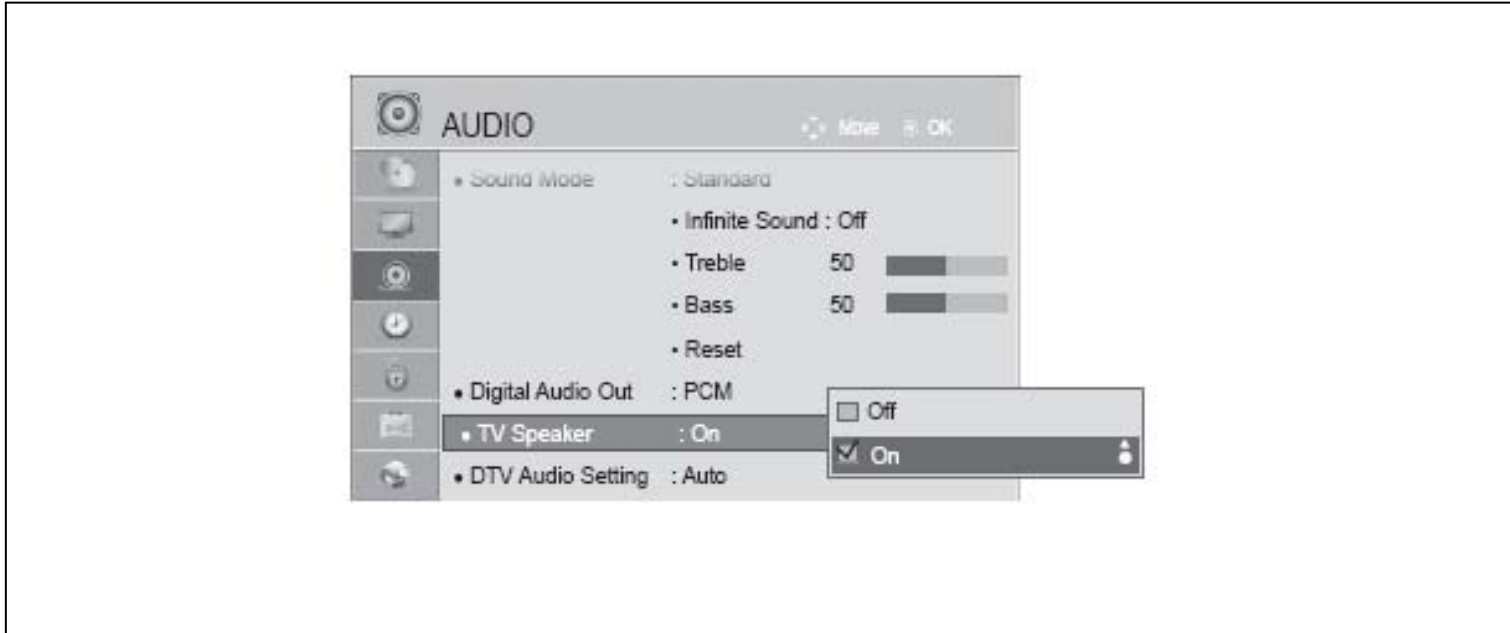 AUDIO Move OK
• Sound Mode : Standard
• Infinite Sound : Off
• Treble 50
• Bass 50
• Reset
• Digital Audio Out : PCM
Off
• TV Speaker : On
On
• DTV Audio Setting : Auto